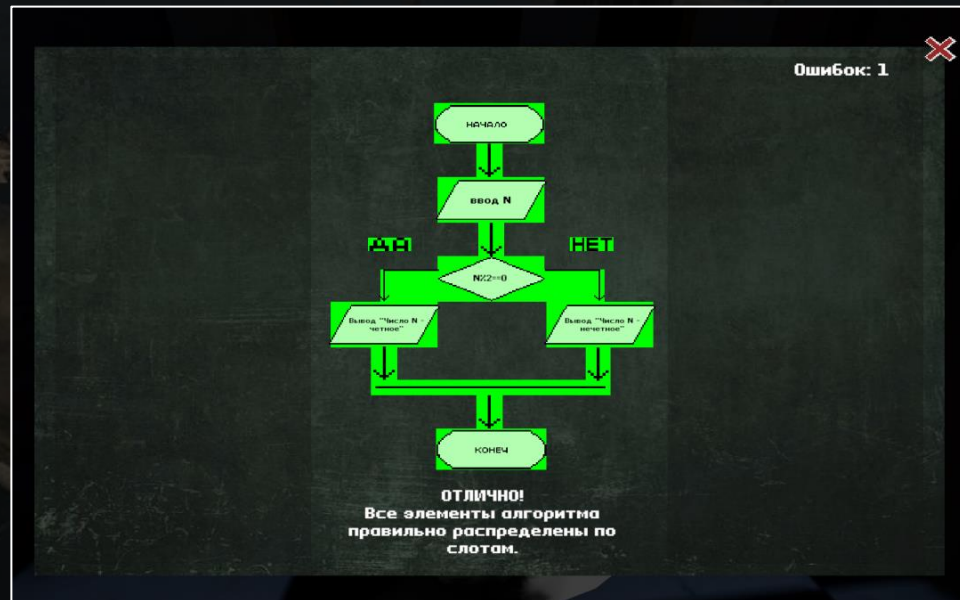 Ошибок: 1
НАЧАЛО
ввод N
ДА
НЕТ
N%2==0
Вывод "Число N -
четное"
Вывод "Число N -
нечетное"
КОНЕЧ
ОТЛИЧНО!
Все элементы алгоритма
правильно распределены по
слотам.